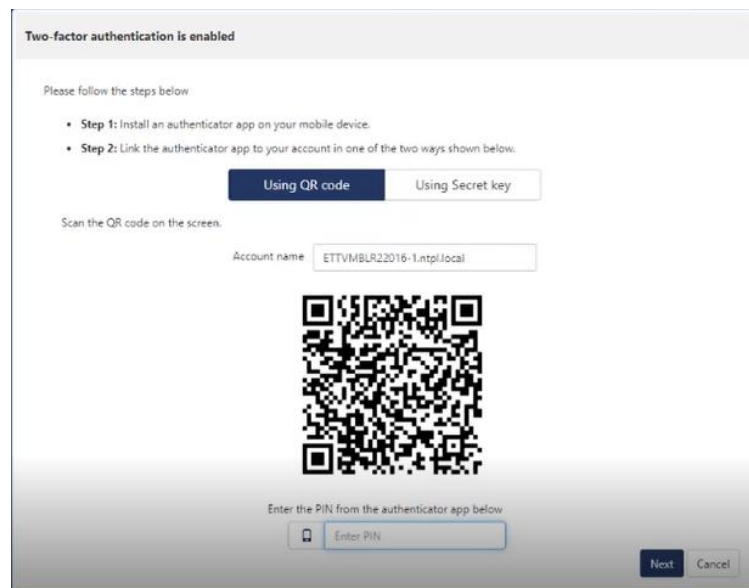 Two-factor authentication is enabled
Please follow the steps below
• Step 1: Install an authenticator app on your mobile device.
• Step 2: Link the authenticator app to your account in one of the two ways shown below.
Using QR code Using Secret key
Scan the QR code on the screen.
Account name ETTVMBLR22016-1.ntpl.local
Enter the PIN from the authenticator app below
Enter PIN
Next Cancel